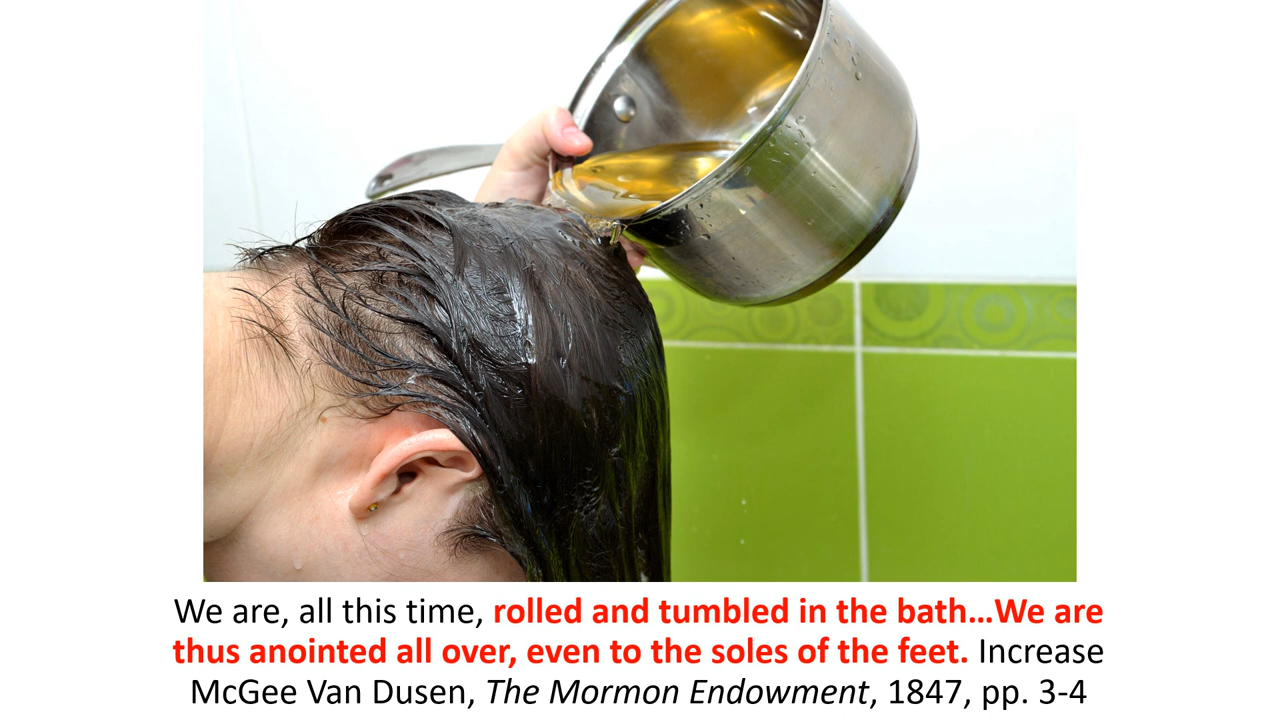 We are, all this time, rolled and tumbled in the bath…We are
thus anointed all over, even to the soles of the feet. Increase
McGee Van Dusen, The Mormon Endowment, 1847, pp. 3-4